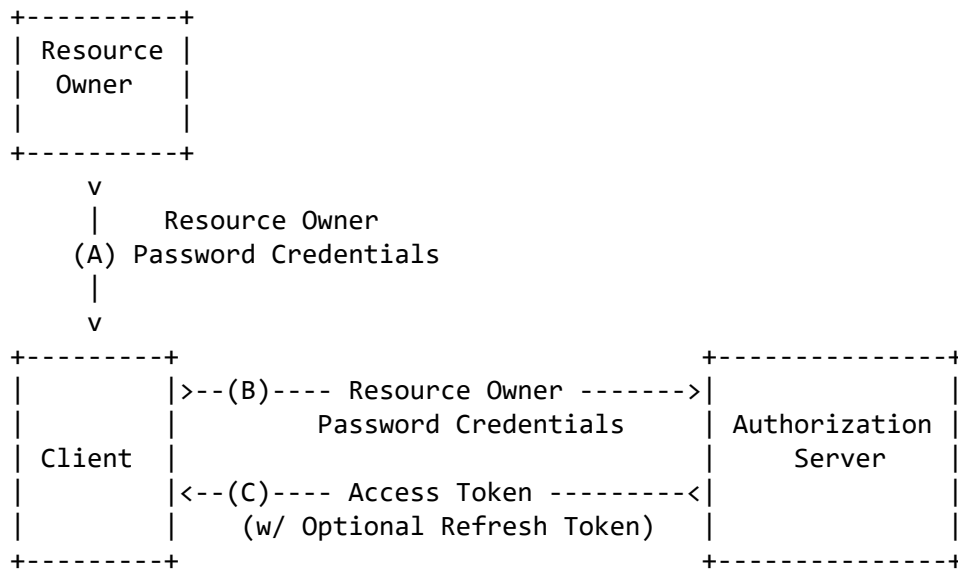 Resource
Owner
v
Resource Owner
(A) Password Credentials
v
>--(B)---- Resource Owner ------->
Password Credentials
Authorization
Client
Server
<--(C)---- Access Token ---------<
(w/ Optional Refresh Token)